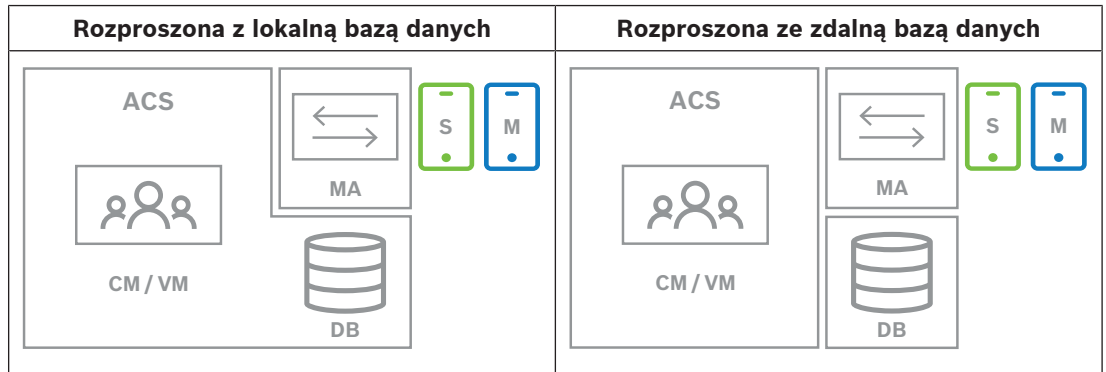 Rozproszona z lokalną bazą danych
Rozproszona ze zdalną bazą danych
ACS
S
M
MA
CM / VM
DB
ACS
S
M
MA
CM / VM
DB